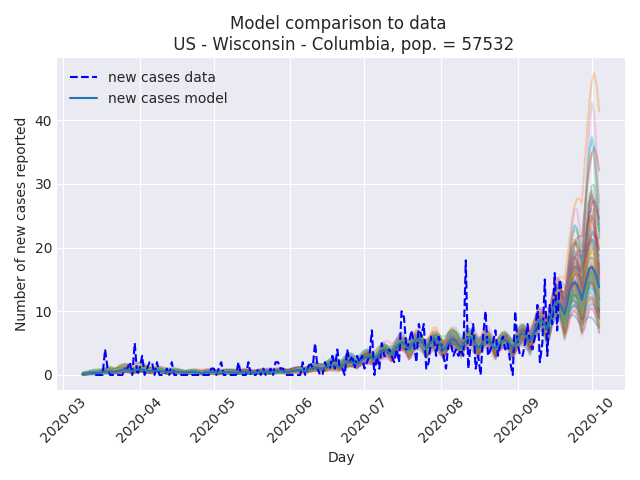 Model comparison to data
US - Wisconsin - Columbia, pop. = 57532
new cases data
new cases model
Number of new cases reported
40
30
20
10
0
2020-03
2020-04
2020-05
2020-06
2020-07
2020-08
2020-09
2020-10
Day